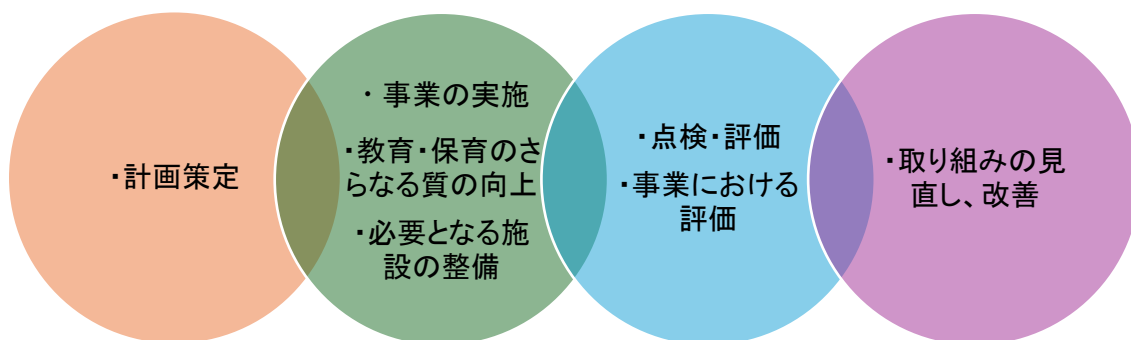 ・計画策定
・ 事業の実施
・教育・保育のさ
らなる質の向上
・必要となる施
設の整備
・点検・評価
・事業における
評価
・取り組みの見
直し、改善